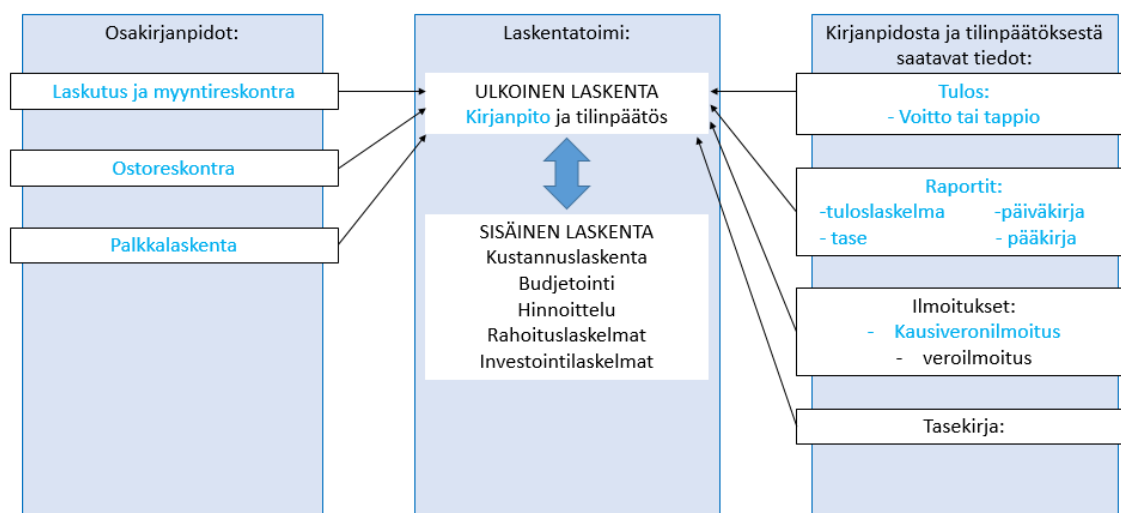 Osakirjanpidot:
Laskutus ja myyntireskontra
Ostoreskontra
Palkkalaskenta
Laskentatoimi:
ULKOINEN LASKENTA
Kirjanpito ja tilinpäätös
SISÄINEN LASKENTA
Kustannuslaskenta
Budjetointi
Hinnoittelu
Rahoituslaskelmat
Investointilaskelmat
Kirjanpidosta ja tilinpäätöksestä
saatavat tiedot:
Tulos:
- Voitto tai tappio
Raportit:
-tuloslaskelma -päiväkirja
- tase - pääkirja
Ilmoitukset:
- Kausiveronilmoitus
- veroilmoitus
Tasekirja: